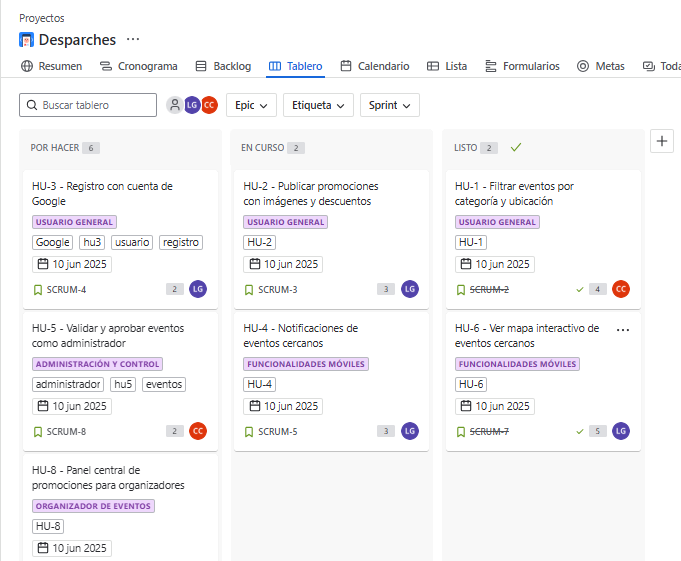 Proyectos
Desparches ...
Resumen Cronograma Backlog Tablero Calendario Lista Formularios Metas Toda
Buscar tablero LG CC Epic Etiqueta Sprint
POR HACER 6
HU-3 - Registro con cuenta de
Google
USUARIO GENERAL
Google hu3 usuario registro
10 jun 2025
SCRUM-4 2 LG
HU-5 - Validar y aprobar eventos
como administrador
ADMINISTRACIÓN Y CONTROL
administrador hu5 eventos
10 jun 2025
SCRUM-8 2 CC
HU-8 - Panel central de
promociones para organizadores
ORGANIZADOR DE EVENTOS
HU-8
10 jun 2025
EN CURSO 2
HU-2 - Publicar promociones
con imágenes y descuentos
USUARIO GENERAL
HU-2
10 jun 2025
SCRUM-3 3 LG
HU-4 - Notificaciones de
eventos cercanos
FUNCIONALIDADES MÓVILES
HU-4
10 jun 2025
SCRUM-5 3 LG
LISTO 2
HU-1 - Filtrar eventos por
categoría y ubicación
USUARIO GENERAL
HU-1
10 jun 2025
SCRUM-2 4 CC
HU-6 - Ver mapa interactivo de
eventos cercanos
FUNCIONALIDADES MÓVILES
HU-6
10 jun 2025
SCRUM-7 5 LG